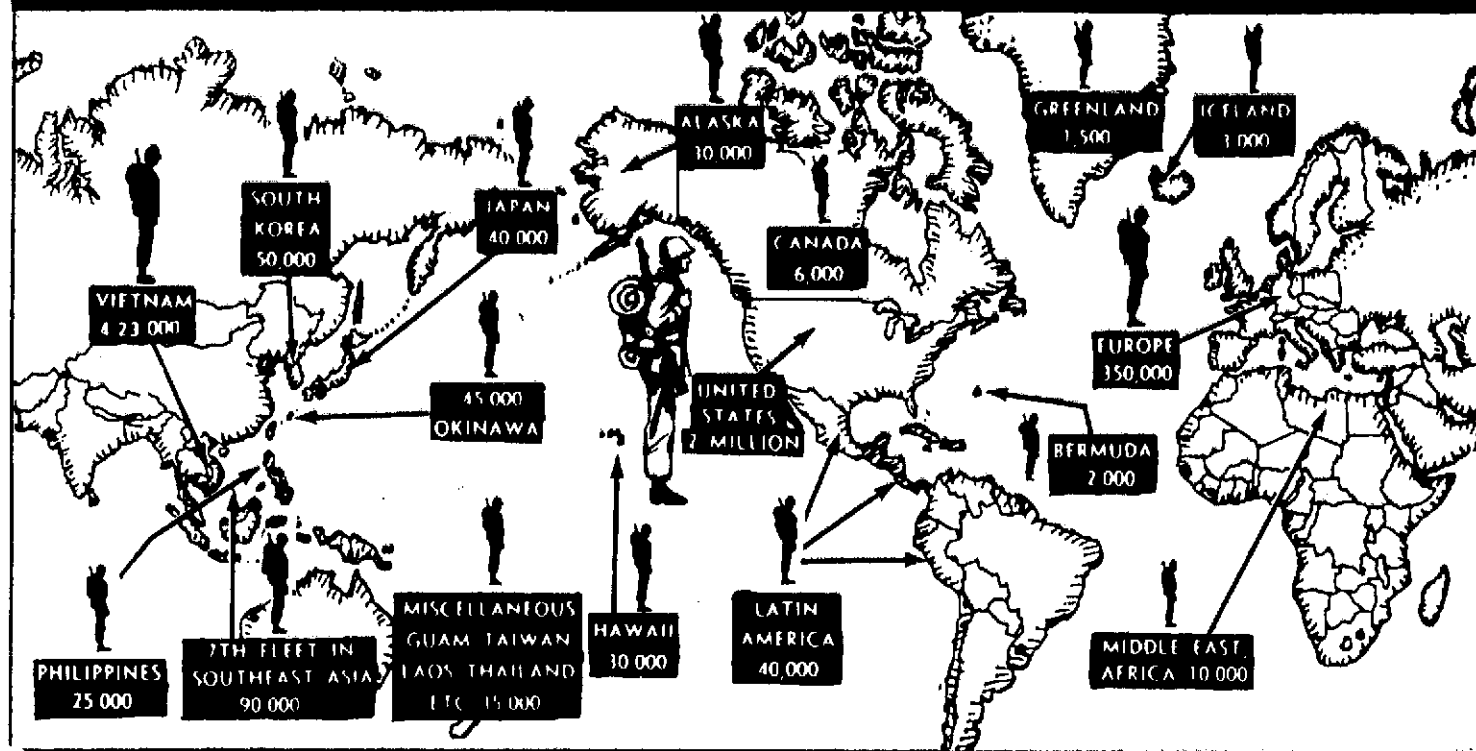 ALASKA
30,000
GREENLAND
1,500
ICELAND
3,000
SOUTH
KOREA
50,000
JAPAN
40,000
CANADA
6,000
VIETNAM
423,000
EUROPE
350,000
45,000
OKINAWA
UNITED
STATES
2 MILLION
BERMUDA
2,000
PHILIPPINES
25,000
7TH FLEET IN
SOUTHEAST ASIA
90,000
MISCELLANEOUS
GUAM TAIWAN
LAOS THAILAND
ETC.
HAWAII
30,000
LATIN
AMERICA
40,000
MIDDLE EAST,
AFRICA 10,000